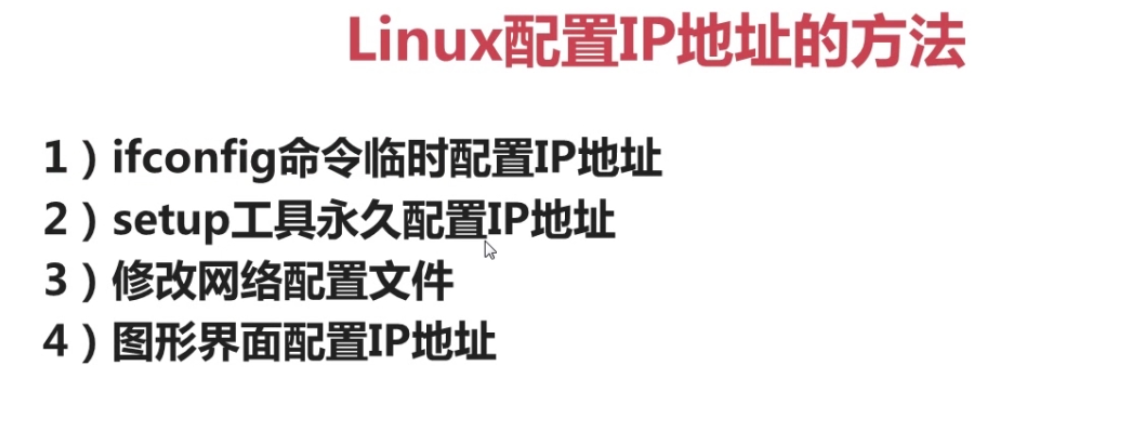 Linux配置IP地址的方法
1）ifconfig命令临时配置IP地址
2）setup工具永久配置IP地址
3）修改网络配置文件
4）图形界面配置IP地址